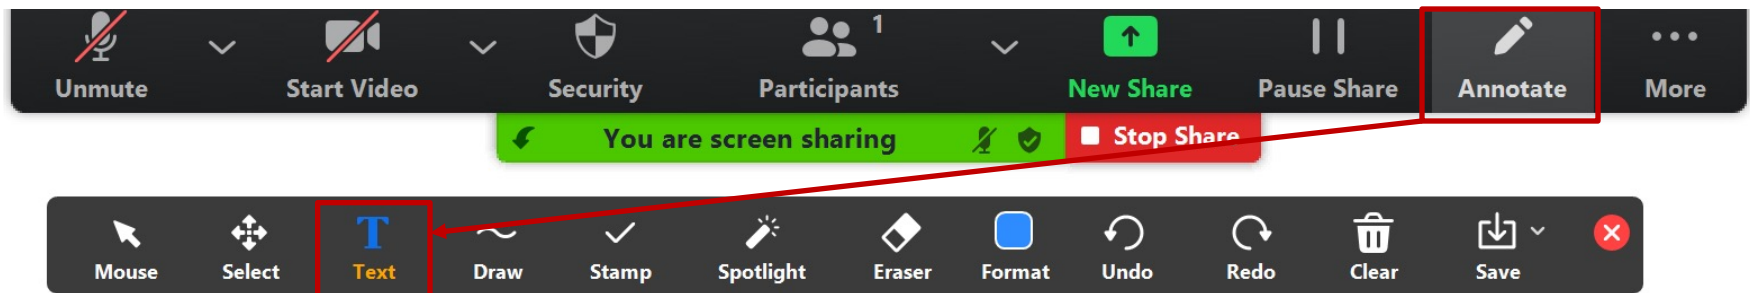 1
Unmute Start Video Security Participants New Share Pause Share Annotate More
You are screen sharing Stop Share
T
Mouse Select Text Draw Stamp Spotlight Eraser Format Undo Redo Clear Save